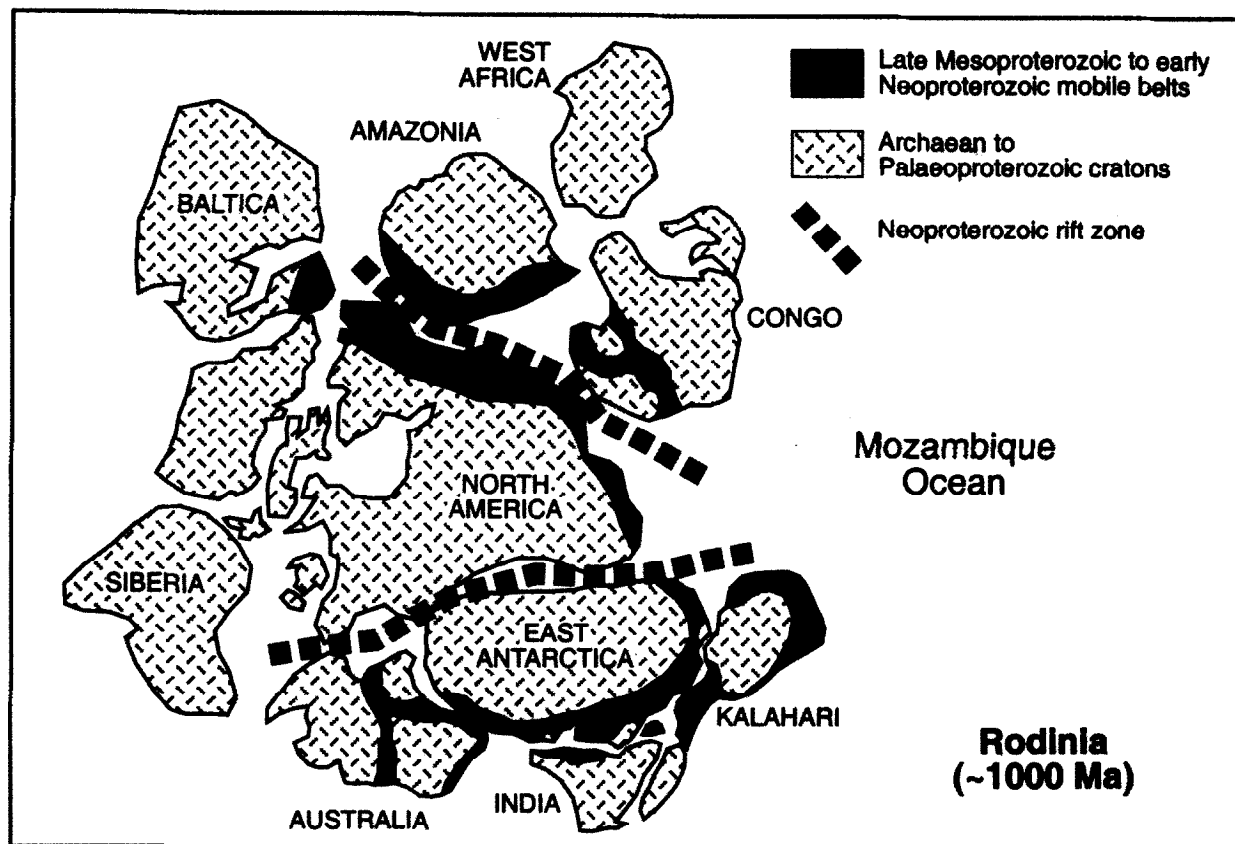 WEST
AFRICA
AMAZONIA
BALTICA
CONGO
NORTH
AMERICA
SIBERIA
EAST
ANTARCTICA
KALAHARI
INDIA
AUSTRALIA
Mozambique
Ocean
Late Mesoproterozoic to early
Neoproterozoic mobile belts
Archaean to
Palaeoproterozoic cratons
Neoproterozoic rift zone
Rodinia
(~1000 Ma)